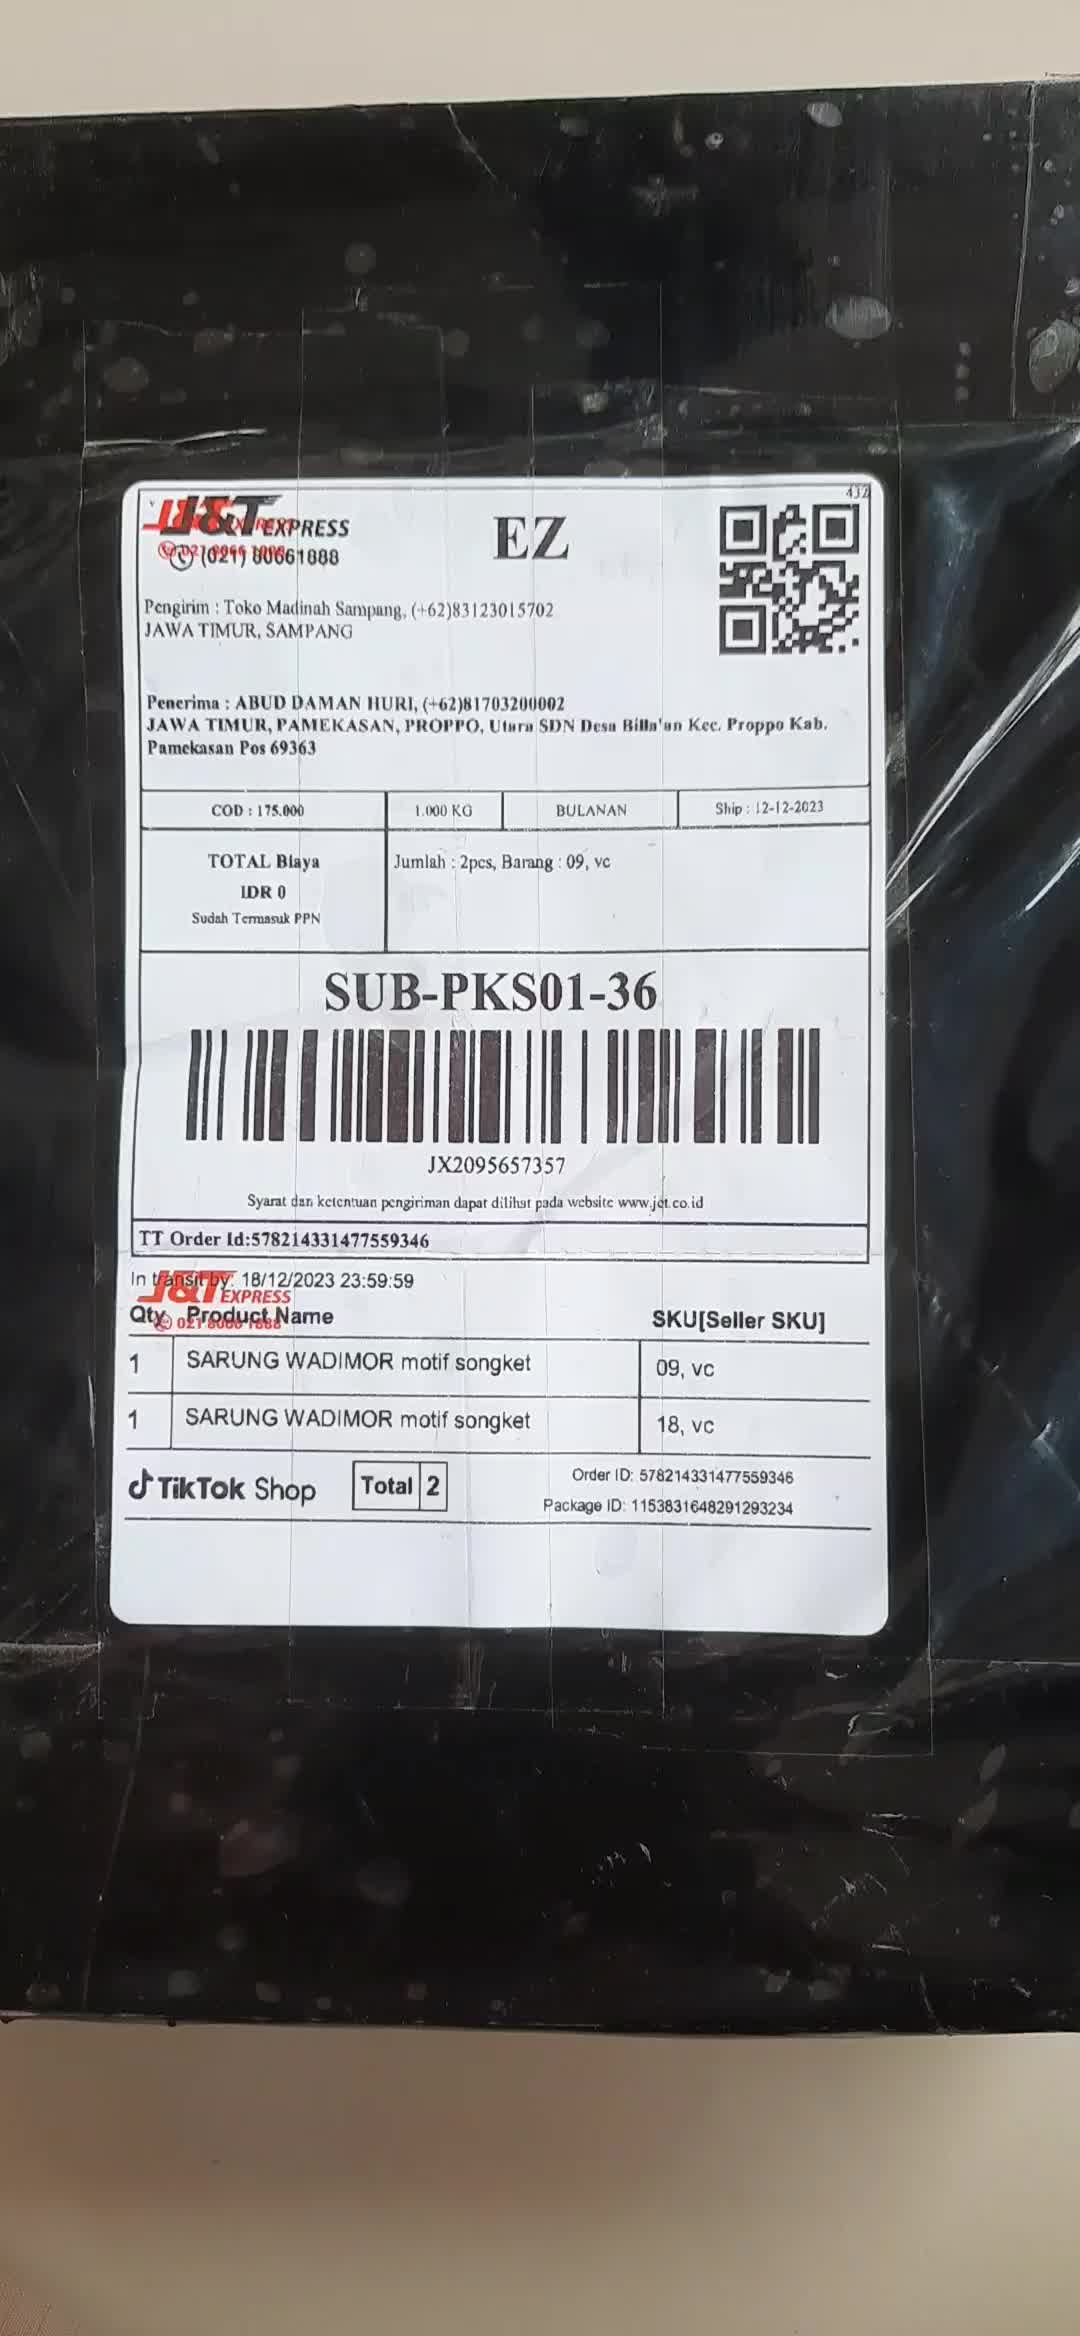 432
J&T EXPRESS
EZ
(021) 80661888
Pengirim : Toko Madinah Sampang, (+62)83123015702
JAWA TIMUR, SAMPANG
Penerima : ABUD DAMAN HURI, (+62)81703200002
JAWA TIMUR, PAMEKASAN, PROPPO, Utara SDN Desa Billa'an Kec. Proppo Kab.
Pamekasan Pos 69363
COD : 175.000 1.000 KG BULANAN Ship : 12-12-2023
TOTAL Biaya
IDR 0
Sudah Termasuk PPN
Jumlah : 2pcs, Barang : 09, vc
SUB-PKS01-36
JX2095657357
Syarat dan ketentuan pengiriman dapat dilihat pada website www.jet.co.id
TT Order Id:578214331477559346
In transit by: 18/12/2023 23:59:59
J&T EXPRESS
021 8066 1888
Qty Product Name SKU[Seller SKU]
1 SARUNG WADIMOR motif songket 09, vc
1 SARUNG WADIMOR motif songket 18, vc
TikTok Shop Total 2
Order ID: 578214331477559346
Package ID: 1153831648291293234